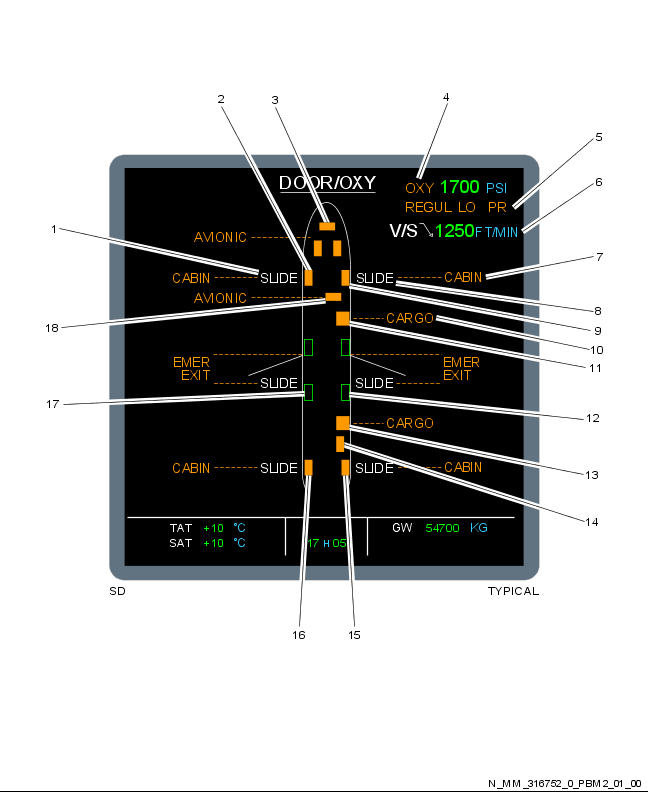 2 3 4
5
DOOR/OXY
OXY 1700 PSI
6
REGUL LO PR
1
V/S 1250 FT/MIN
AVIONIC
7
CABIN SLIDE SLIDE CABIN
AVIONIC
8
CARGO
9
18
10
EMER EMER
EXIT EXIT
11
SLIDE SLIDE
17
12
CARGO
CABIN SLIDE SLIDE CABIN
13
14
TAT +10 °C GW 54700 KG
SAT +10 °C 17 H 05
SD TYPICAL
16 15
N_MM_316752_0_PBM2_01_00